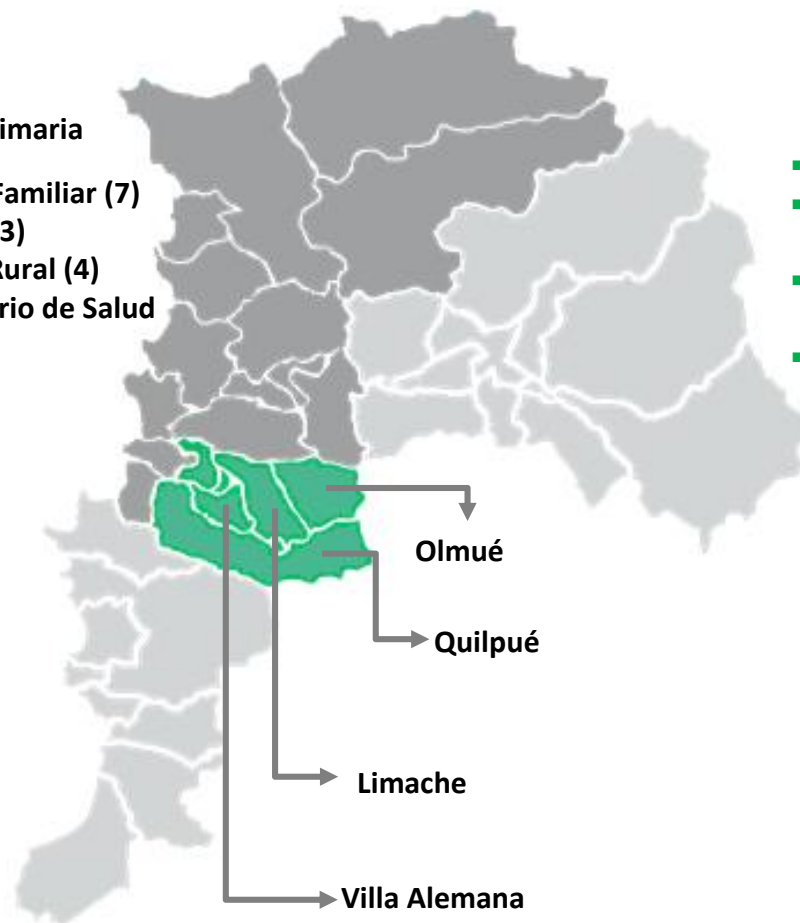 imaria
Familiar (7)
3)
Rural (4)
rio de Salud
Olmué
Quilpué
Limache
Villa Alemana